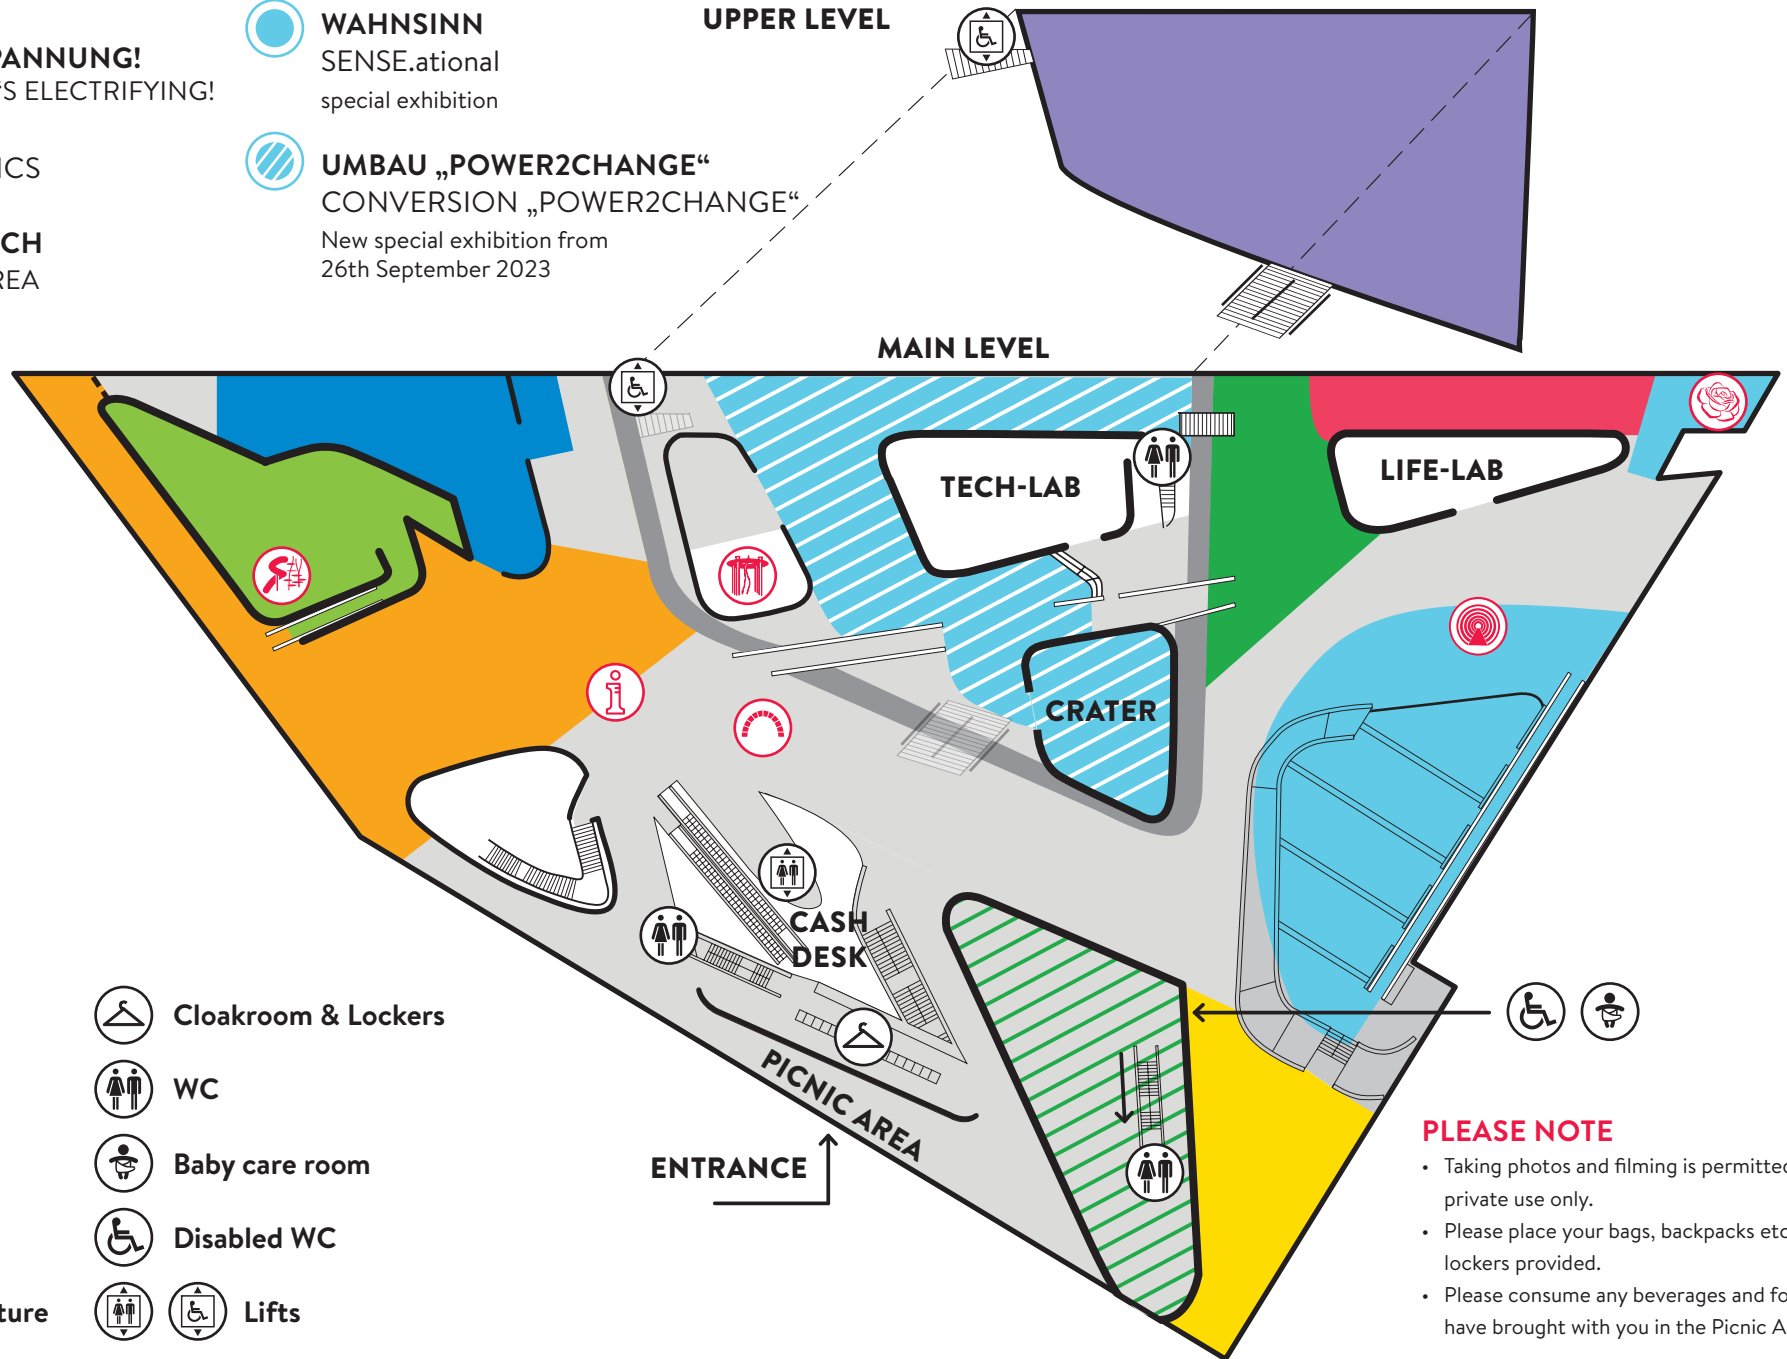 PANNUNG!
'S ELECTRIFYING!
ICS
CH
REA
WAHNSINN
SENSE.ational
special exhibition
UMBAU „POWER2CHANGE“
CONVERSION „POWER2CHANGE“
New special exhibition from
26th September 2023
UPPER LEVEL
MAIN LEVEL
TECH-LAB
LIFE-LAB
CRATER
CASH
DESK
PICNIC AREA
ENTRANCE
Cloakroom & Lockers
WC
Baby care room
Disabled WC
ture
Lifts
PLEASE NOTE
• Taking photos and filming is permitted
private use only.
• Please place your bags, backpacks etc
lockers provided.
• Please consume any beverages and fo
have brought with you in the Picnic A